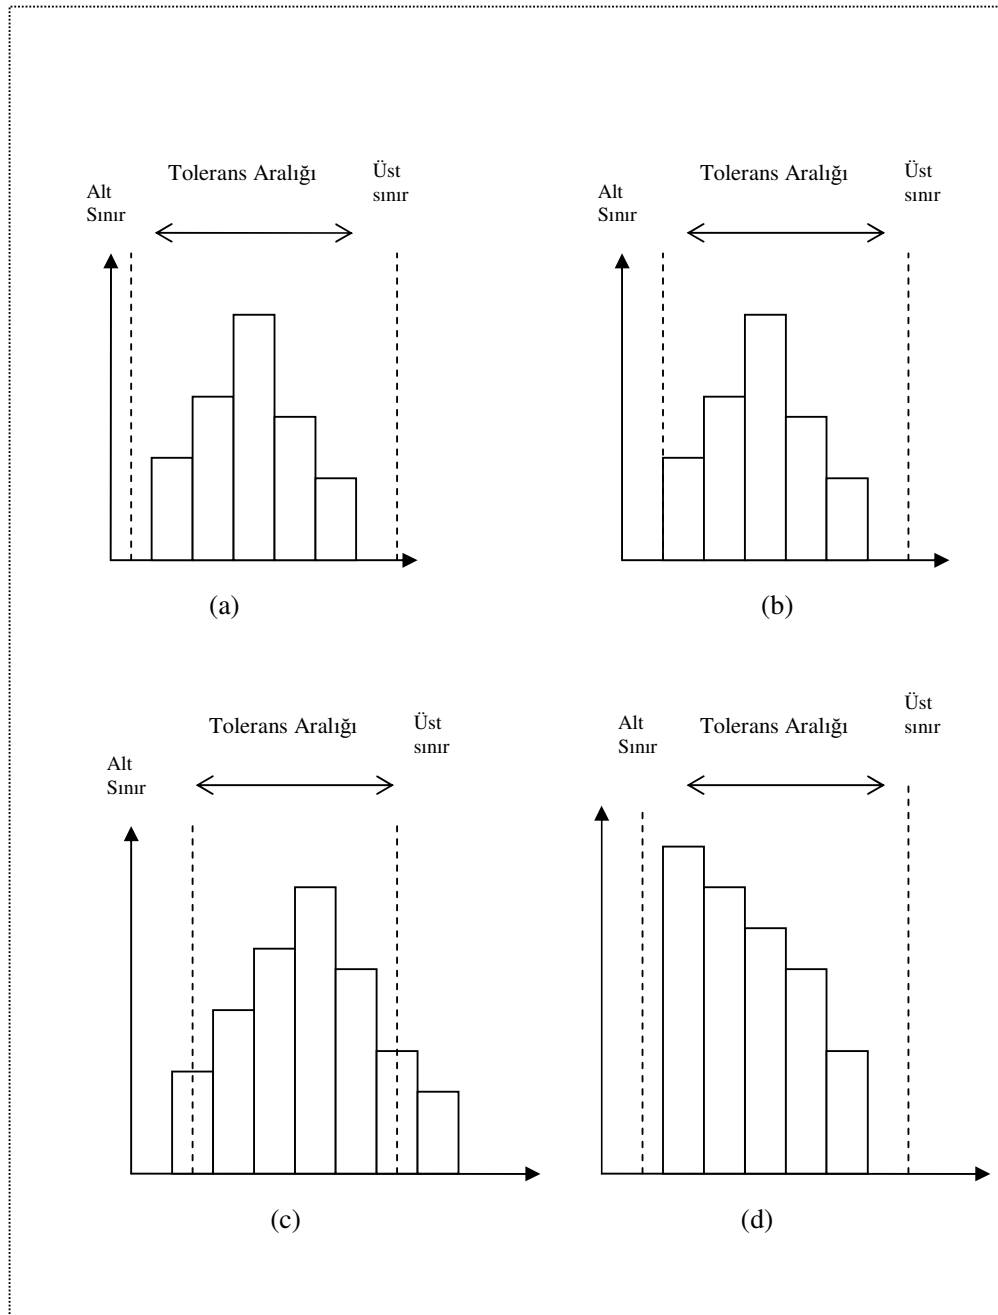 Tolerans Aralığı
Üst
sınır
Alt
Sınır
(a)
Tolerans Aralığı
Üst
sınır
Alt
Sınır
(b)
Tolerans Aralığı
Üst
sınır
Alt
Sınır
(c)
Alt
Sınır
Tolerans Aralığı
Üst
sınır
(d)